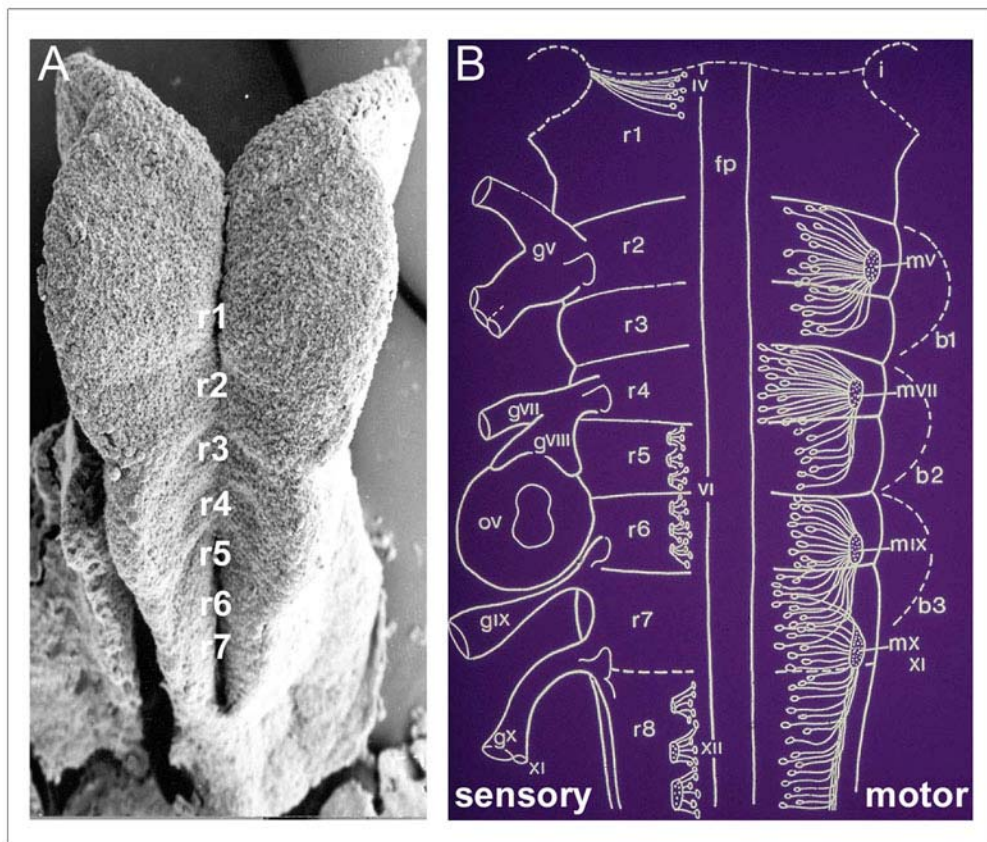 A
r1
r2
r3
r4
r5
r6
r7
B
i
IV
r1
fp
gV
r2
mV
r3
b1
r4
mVII
gVII
gVIII
r5
b2
VI
ov
r6
mIX
b3
gIX
r7
mX
XI
r8
gX
XII
XI
sensory
motor